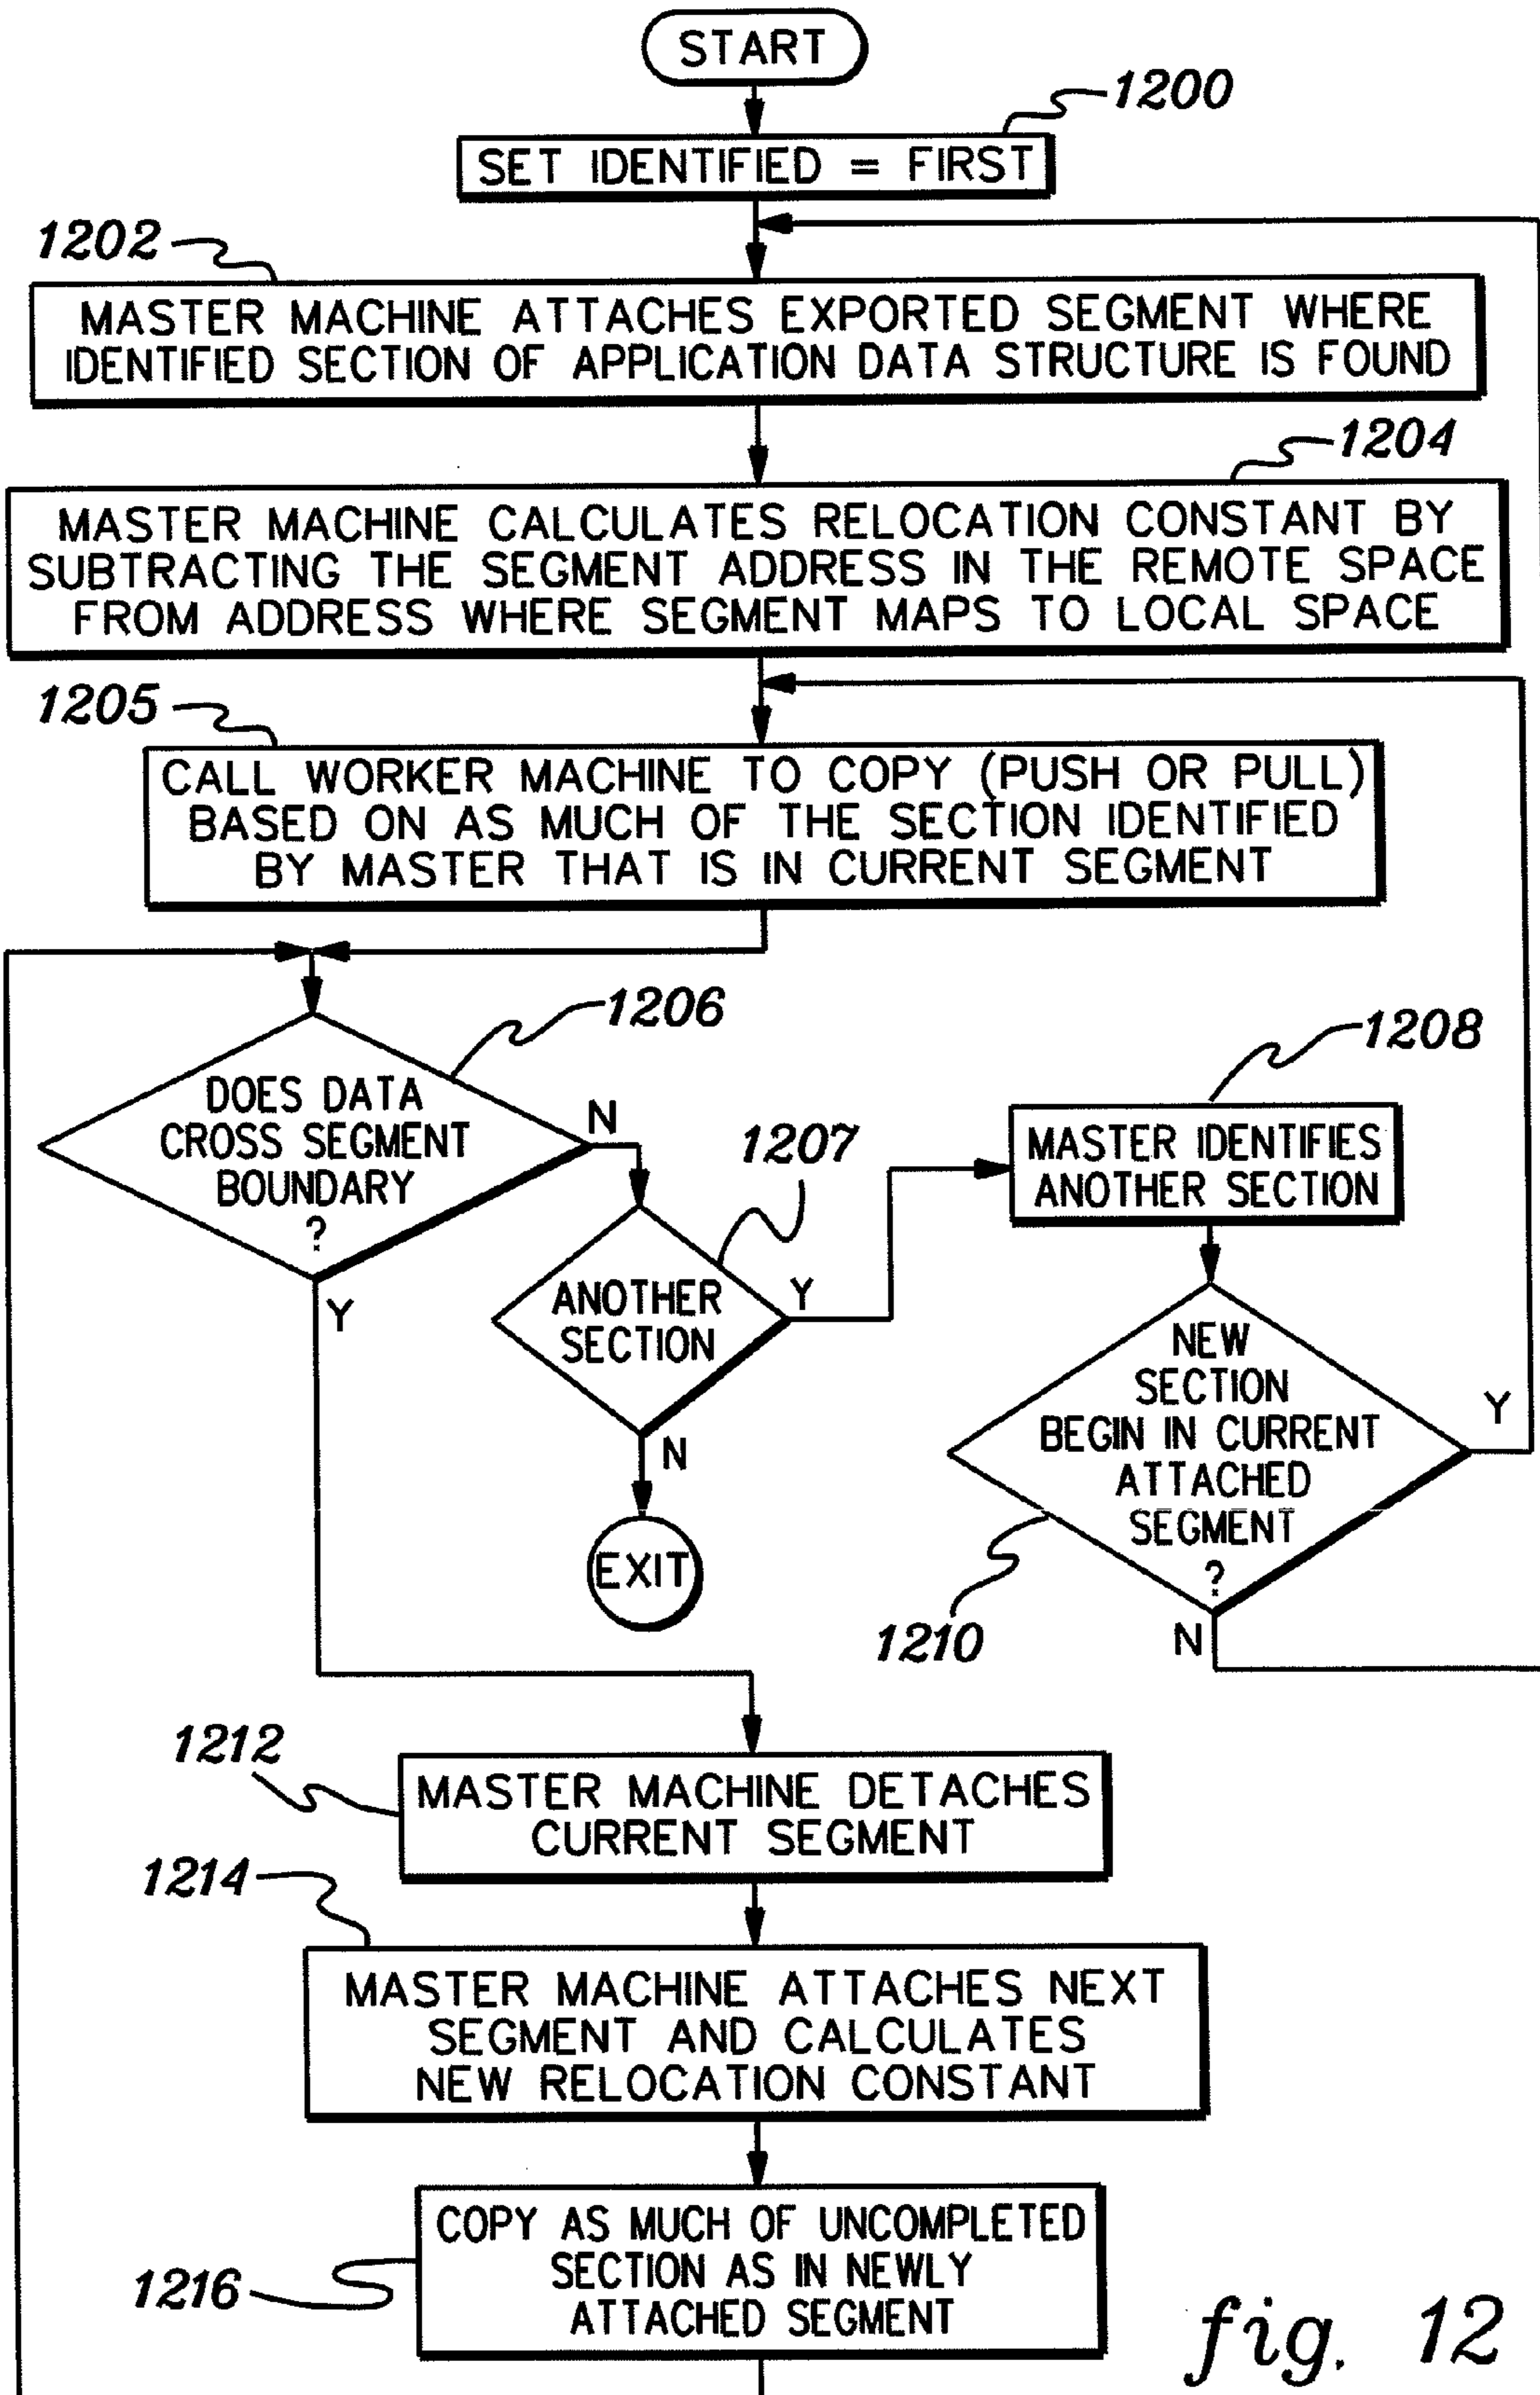 START
1200
SET IDENTIFIED = FIRST
1202
MASTER MACHINE ATTACHES EXPORTED SEGMENT WHERE
IDENTIFIED SECTION OF APPLICATION DATA STRUCTURE IS FOUND
1204
MASTER MACHINE CALCULATES RELOCATION CONSTANT BY
SUBTRACTING THE SEGMENT ADDRESS IN THE REMOTE SPACE
FROM ADDRESS WHERE SEGMENT MAPS TO LOCAL SPACE
1205
CALL WORKER MACHINE TO COPY (PUSH OR PULL)
BASED ON AS MUCH OF THE SECTION IDENTIFIED
BY MASTER THAT IS IN CURRENT SEGMENT
1206
DOES DATA
CROSS SEGMENT
BOUNDARY
?
N
Y
1207
ANOTHER
SECTION
Y
N
EXIT
1208
MASTER IDENTIFIES
ANOTHER SECTION
NEW
SECTION
BEGIN IN CURRENT
ATTACHED
SEGMENT
?
Y
N
1210
1212
MASTER MACHINE DETACHES
CURRENT SEGMENT
1214
MASTER MACHINE ATTACHES NEXT
SEGMENT AND CALCULATES
NEW RELOCATION CONSTANT
1216
COPY AS MUCH OF UNCOMPLETED
SECTION AS IN NEWLY
ATTACHED SEGMENT
fig. 12